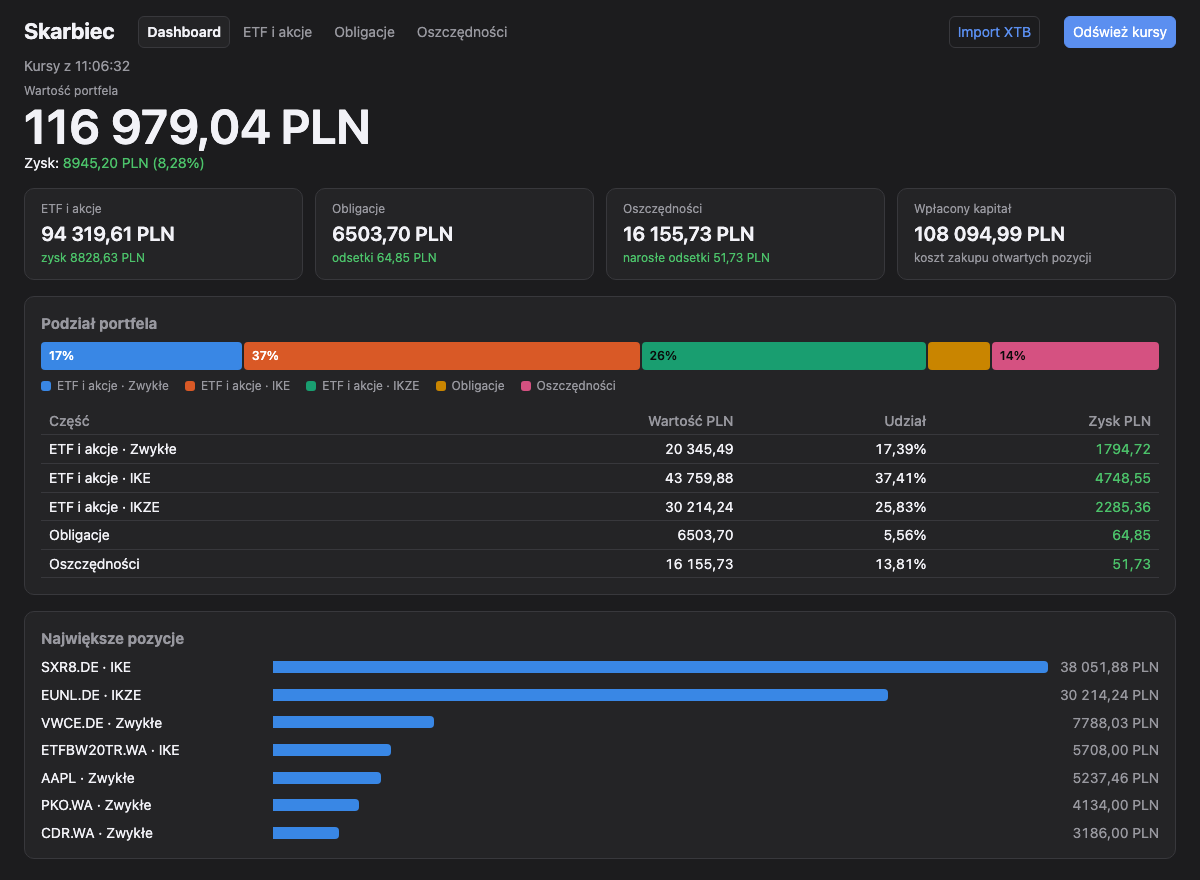 Skarbiec Dashboard ETF i akcje Obligacje Oszczędności Import XTB Odśwież kursy
Kursy z 11:06:32
Wartość portfela
116 979,04 PLN
Zysk: 8945,20 PLN (8,28%)
ETF i akcje
94 319,61 PLN
zysk 8828,63 PLN
Obligacje
6503,70 PLN
odsetki 64,85 PLN
Oszczędności
16 155,73 PLN
narosłe odsetki 51,73 PLN
Wpłacony kapitał
108 094,99 PLN
koszt zakupu otwartych pozycji
Podział portfela
17% 37% 26% 14%
ETF i akcje · Zwykłe ETF i akcje · IKE ETF i akcje · IKZE Obligacje Oszczędności
Część Wartość PLN Udział Zysk PLN
ETF i akcje · Zwykłe 20 345,49 17,39% 1794,72
ETF i akcje · IKE 43 759,88 37,41% 4748,55
ETF i akcje · IKZE 30 214,24 25,83% 2285,36
Obligacje 6503,70 5,56% 64,85
Oszczędności 16 155,73 13,81% 51,73
Największe pozycje
SXR8.DE · IKE 38 051,88 PLN
EUNL.DE · IKZE 30 214,24 PLN
VWCE.DE · Zwykłe 7788,03 PLN
ETFBW20TR.WA · IKE 5708,00 PLN
AAPL · Zwykłe 5237,46 PLN
PKO.WA · Zwykłe 4134,00 PLN
CDR.WA · Zwykłe 3186,00 PLN